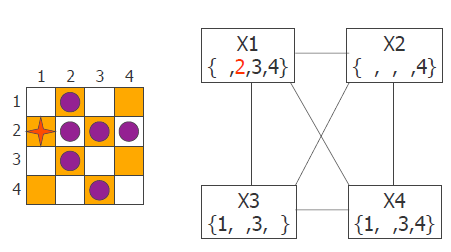 X1
{ ,2,3,4}
X2
{ , , ,4}
1 2 3 4
1
2
3
4
X3
{1, ,3, }
X4
{1, ,3,4}